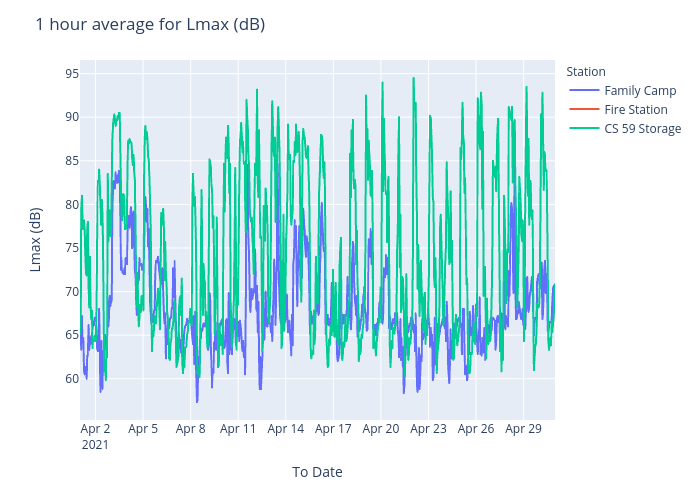 1 hour average for Lmax (dB)
Station
Family Camp
Fire Station
CS 59 Storage
Lmax (dB)
95
90
85
80
75
70
65
60
Apr 2
2021
Apr 5
Apr 8
Apr 11
Apr 14
Apr 17
Apr 20
Apr 23
Apr 26
Apr 29
To Date